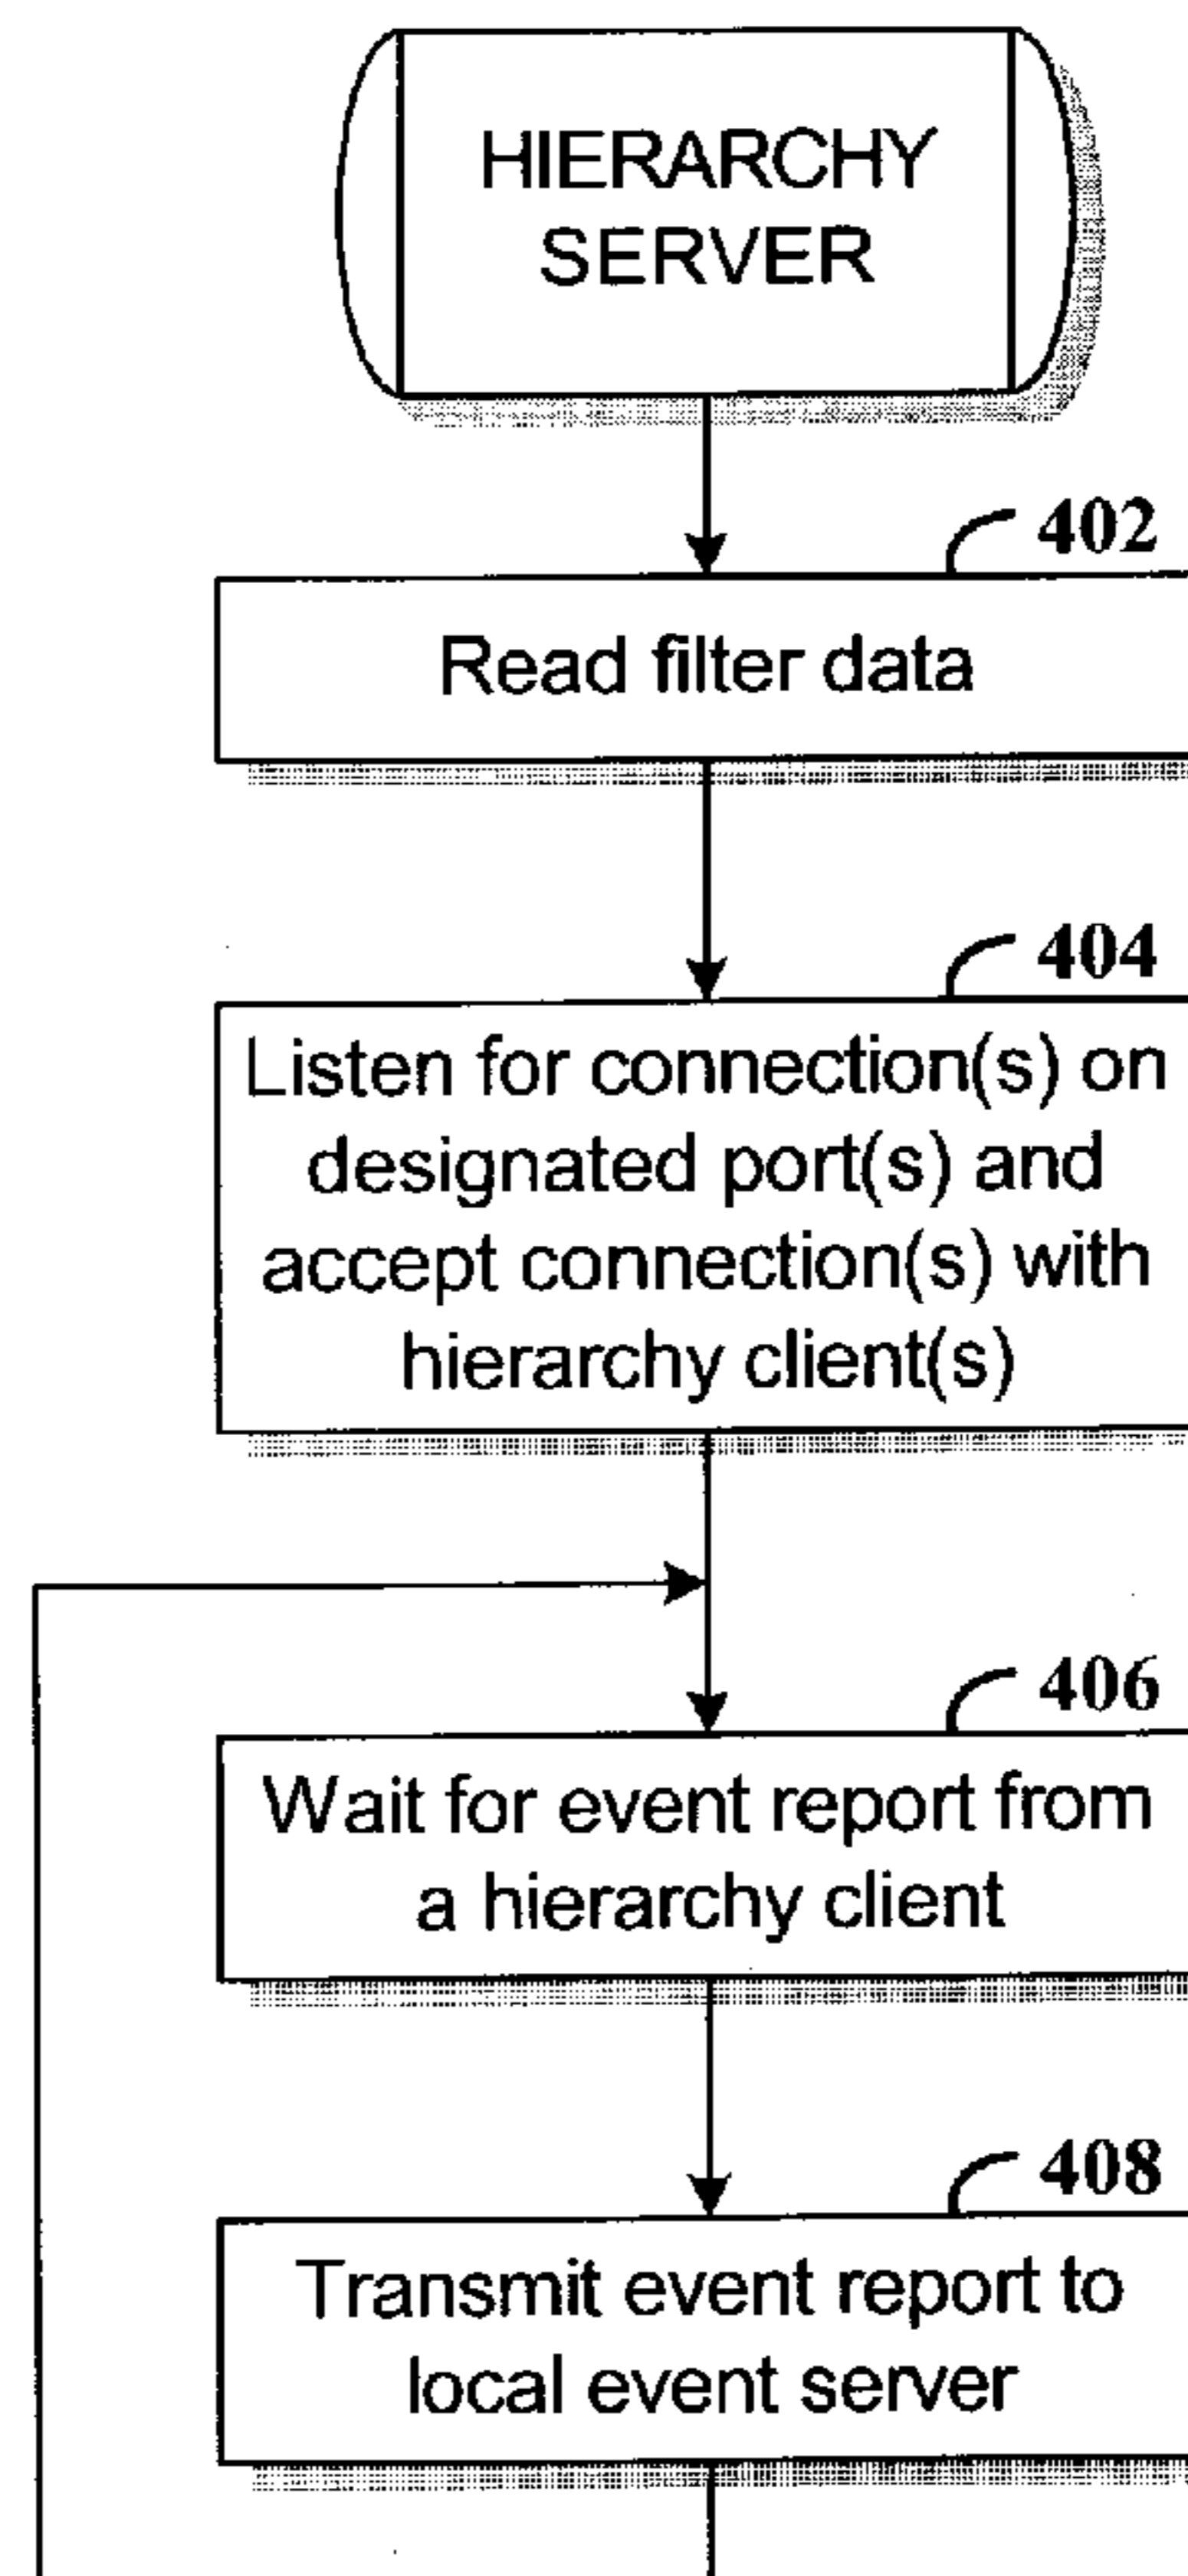 HIERARCHY
SERVER
402
Read filter data
404
Listen for connection(s) on
designated port(s) and
accept connection(s) with
hierarchy client(s)
406
Wait for event report from
a hierarchy client
408
Transmit event report to
local event server